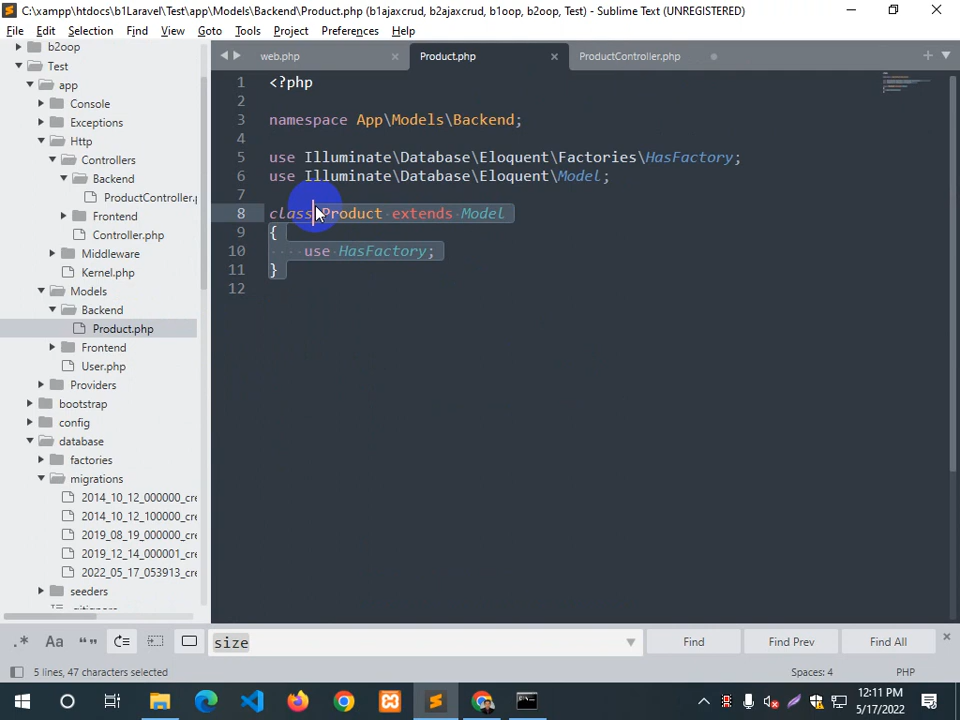 C:\xampp\htdocs\b1Laravel\Test\app\Models\Backend\Product.php (b1ajaxcrud, b2ajaxcrud, b1oop, b2oop, Test) - Sublime Text (UNREGISTERED)
File Edit Selection Find View Goto Tools Project Preferences Help
b2oop
Test
app
Console
Exceptions
Http
Controllers
Backend
ProductController.p
Frontend
Controller.php
Middleware
Kernel.php
Models
Backend
Product.php
Frontend
User.php
Providers
bootstrap
config
database
factories
migrations
2014_10_12_000000_cre
2014_10_12_100000_cre
2019_08_19_000000_cre
2019_12_14_000001_cre
2022_05_17_053913_cre
seeders
.gitignore
web.php Product.php ProductController.php
1 <?php
2
3 namespace App\Models\Backend;
4
5 use Illuminate\Database\Eloquent\Factories\HasFactory;
6 use Illuminate\Database\Eloquent\Model;
7
8 class Product extends Model
9 {
10 use HasFactory;
11 }
12
.* Aa “” size Find Find Prev Find All
5 lines, 47 characters selected Spaces: 4 PHP
12:11 PM
5/17/2022